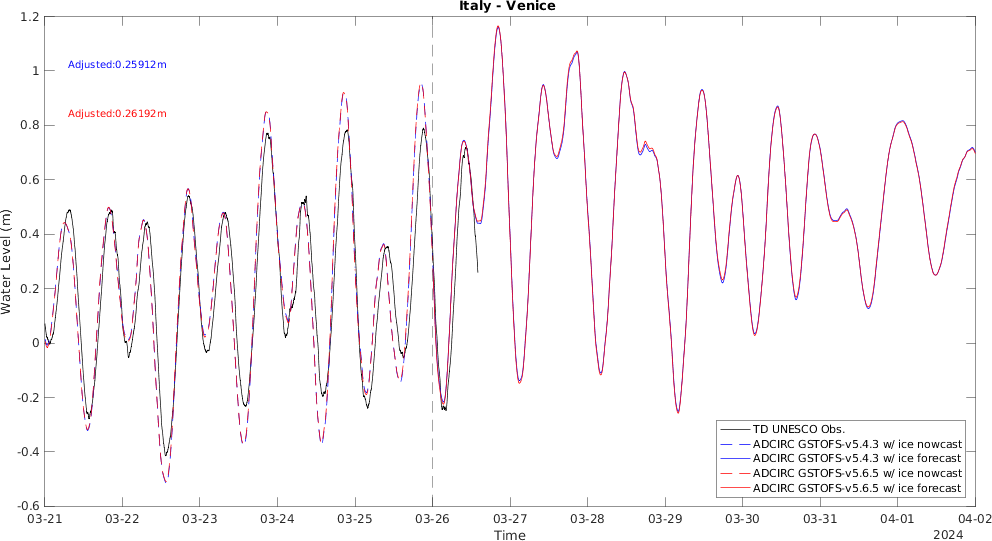 Italy - Venice
1.2
1
0.8
0.6
0.4
0.2
0
-0.2
-0.4
-0.6
Water Level (m)
Adjusted:0.25912m
Adjusted:0.26192m
TD UNESCO Obs.
ADCIRC GSTOFS-v5.4.3 w/ ice nowcast
ADCIRC GSTOFS-v5.4.3 w/ ice forecast
ADCIRC GSTOFS-v5.6.5 w/ ice nowcast
ADCIRC GSTOFS-v5.6.5 w/ ice forecast
03-21 03-22 03-23 03-24 03-25 03-26 03-27 03-28 03-29 03-30 03-31 04-01 04-02
Time
2024